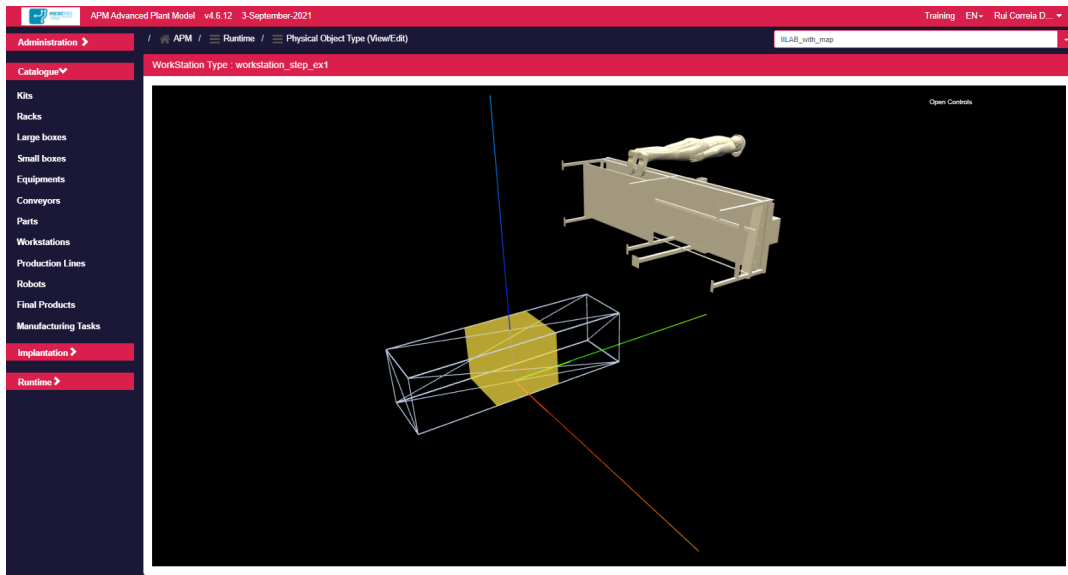 INESCTEC
APM Advanced Plant Model v4.6.12 3-September-2021
Training EN Rui Correia D...
Administration
/ APM / Runtime / Physical Object Type (View/Edit)
IILAB_with_map
WorkStation Type : workstation_step_ex1
Catalogue
Open Controls
Kits
Racks
Large boxes
Small boxes
Equipments
Conveyors
Parts
Workstations
Production Lines
Robots
Final Products
Manufacturing Tasks
Implantation
Runtime